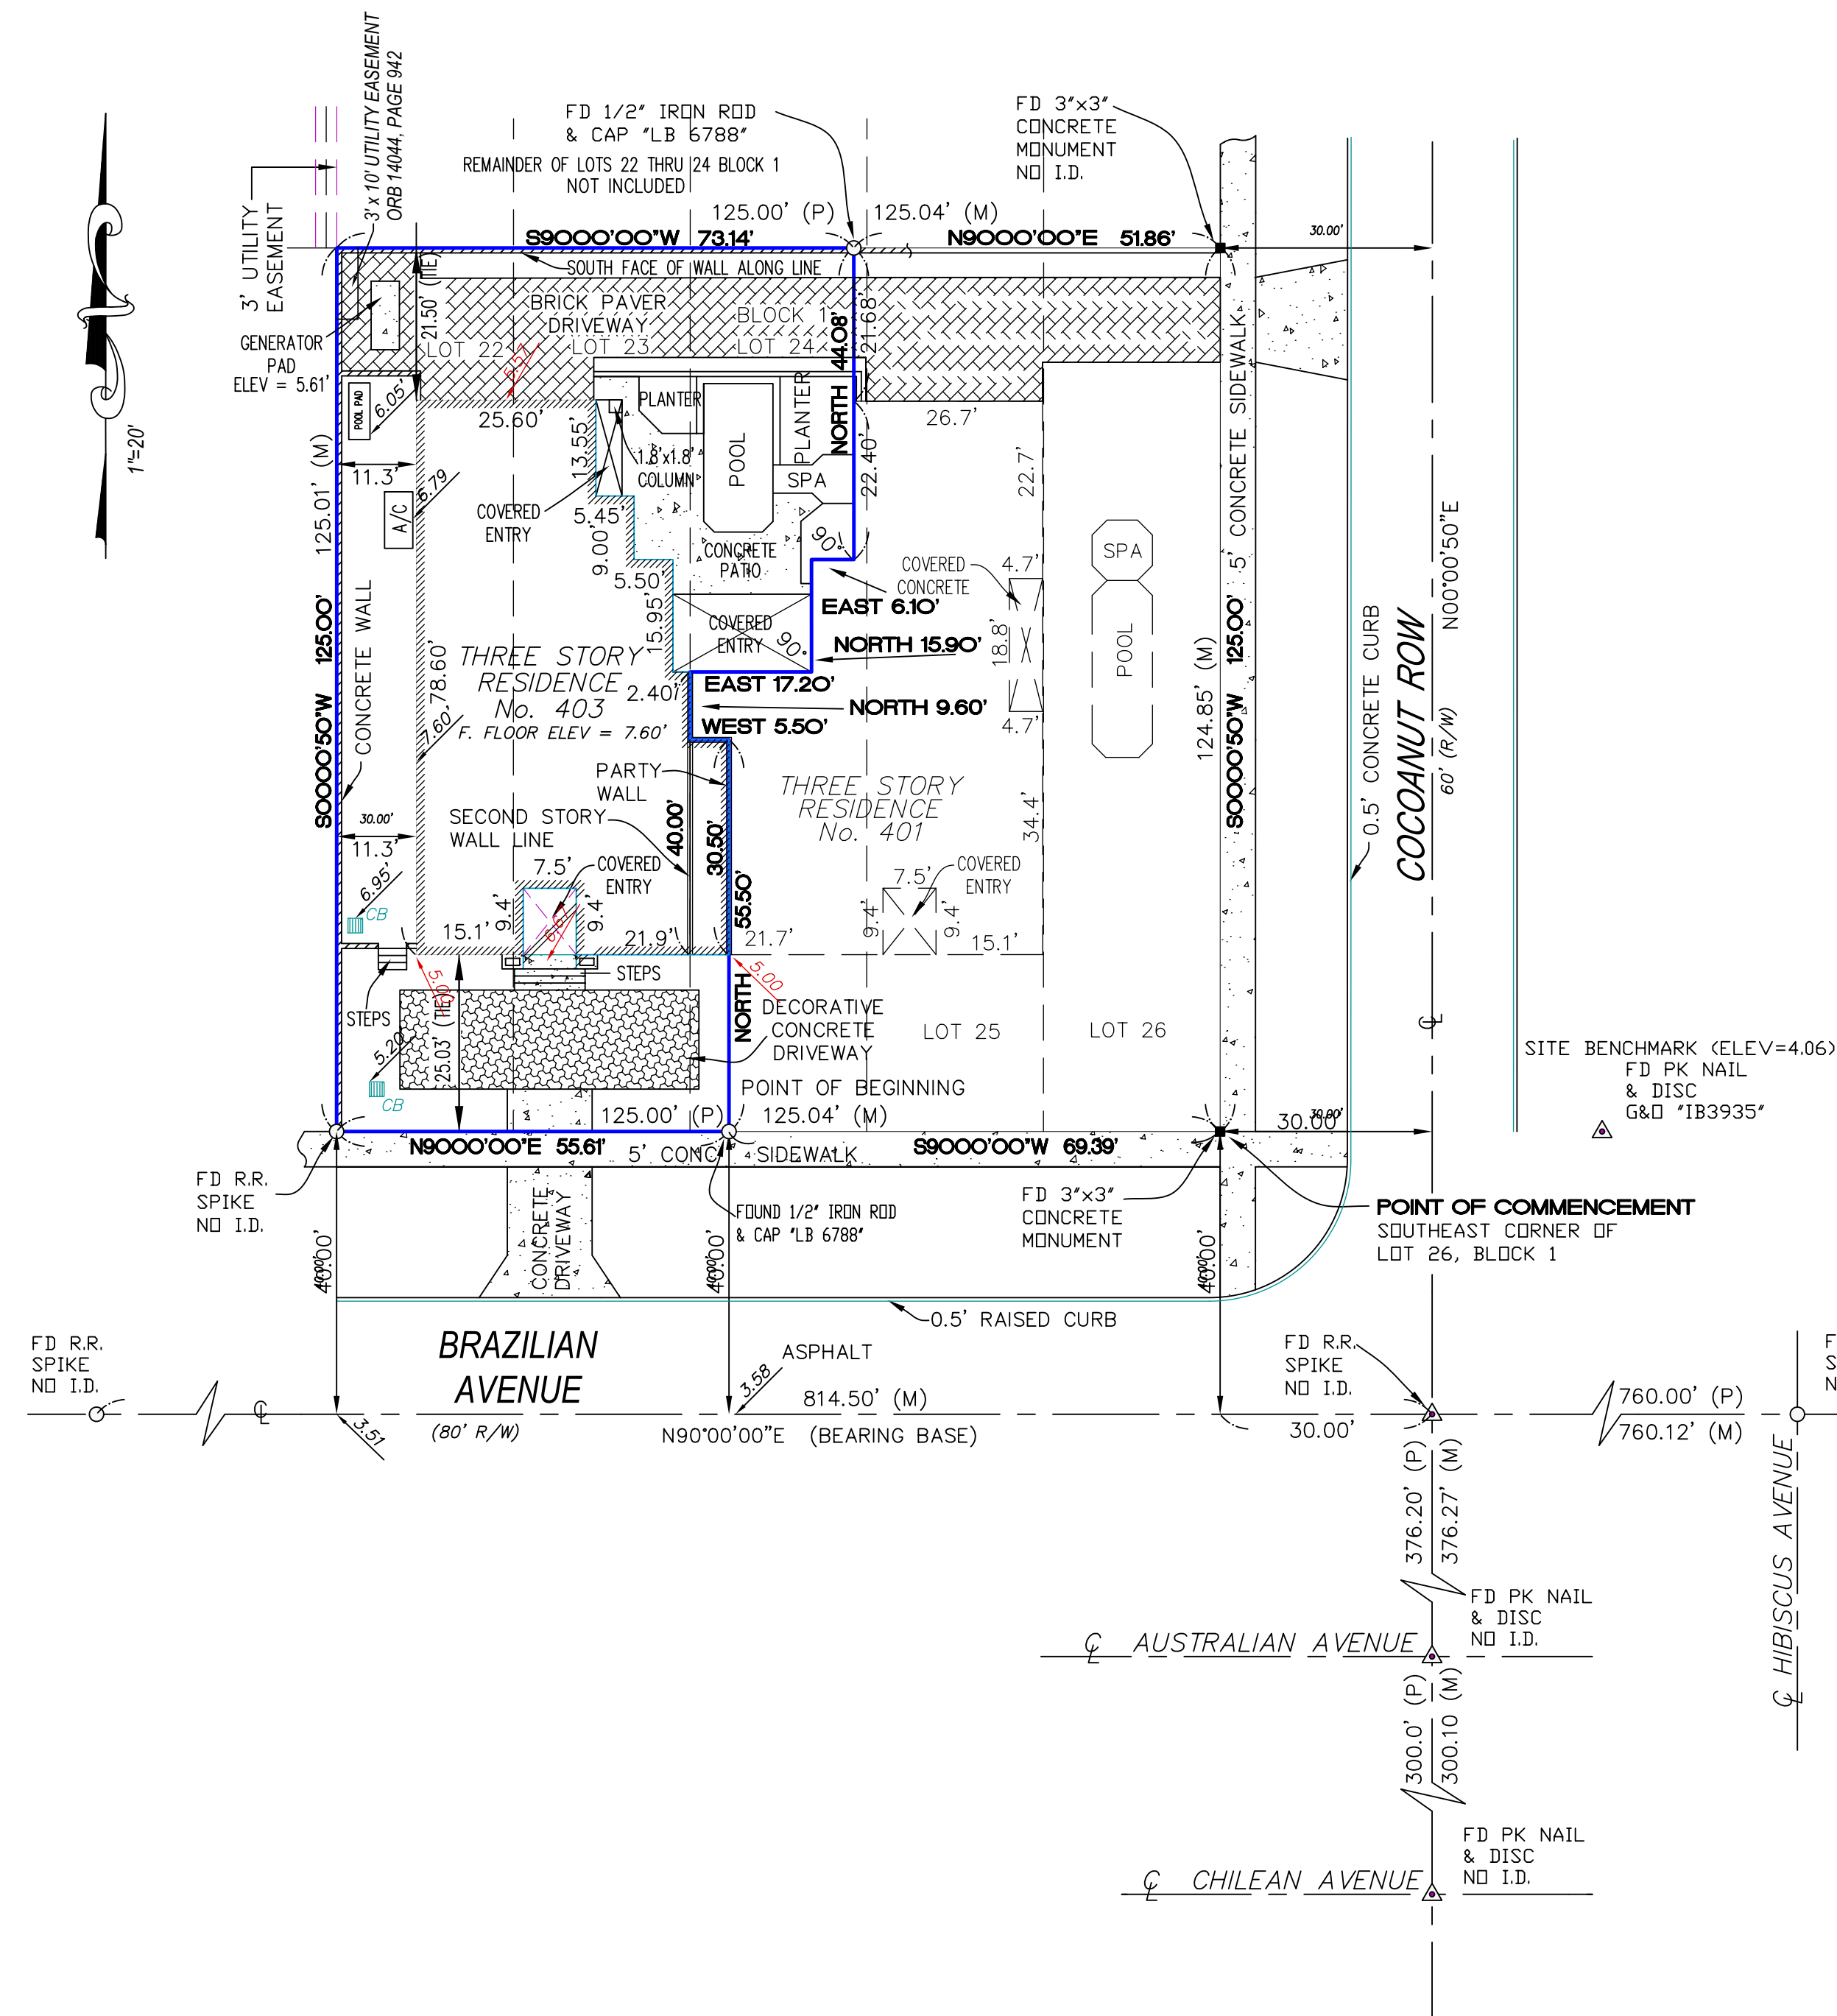 3' x 10' UTILITY EASEMENT
ORB 14044, PAGE 942
3' UTILITY
EASEMENT
FD 1/2" IRON ROD
& CAP "LB 6788"
REMAINDER OF LOTS 22 THRU 24 BLOCK 1
NOT INCLUDED
FD 3"x3"
CONCRETE
MONUMENT
NO I.D.
125.00' (P)
125.04' (M)
S9000'00"W 73.14'
N9000'00"E 51.86'
30.00'
SOUTH FACE OF WALL ALONG LINE
1"=20'
GENERATOR
PAD
ELEV = 5.61'
21.50' (TIE)
BRICK PAVER
DRIVEWAY
BLOCK 1
LOT 22
LOT 23
LOT 24
6.57
NORTH 44.08'
21.68'
POOL PAD
6.05'
25.60'
PLANTER
PLANTER
13.55'
1.8'x1.8'
COLUMN
POOL
SPA
22.40'
26.7'
22.7'
5' CONCRETE SIDEWALK
125.01' (M)
11.3'
A/C
6.79
COVERED
ENTRY
5.45'
9.00'
5.50'
CONCRETE
PATIO
90°
COVERED
CONCRETE
4.7'
SPA
N00°00'50"E
S0000'50"W 125.00'
CONCRETE WALL
78.60'
15.95'
COVERED
ENTRY
90°
EAST 6.10'
NORTH 15.90'
18.8'
POOL
124.85' (M)
S0000'50"W 125.00'
0.5' CONCRETE CURB
COCOANUT ROW
60' (R/W)
THREE STORY
RESIDENCE
No. 403
F. FLOOR ELEV = 7.60'
7.60'
2.40'
EAST 17.20'
NORTH 9.60'
WEST 5.50'
4.7'
PARTY
WALL
SECOND STORY
WALL LINE
40.00'
30.50'
THREE STORY
RESIDENCE
No. 401
34.4'
30.00'
11.3'
6.95'
CB
7.5'
COVERED
ENTRY
9.4'
9.4'
6.67
NORTH 55.50'
7.5'
COVERED
ENTRY
9.4'
9.4'
15.1'
21.9'
21.7'
15.1'
STEPS
STEPS
5.00
5.00
25.03' (TIE)
5.20
CB
DECORATIVE
CONCRETE
DRIVEWAY
LOT 25
LOT 26
SITE BENCHMARK (ELEV=4.06)
FD PK NAIL
& DISC
G&O "IB3935"
POINT OF BEGINNING
125.00' (P)
125.04' (M)
30.00'
30.00'
N9000'00"E 55.61'
5' CONC. SIDEWALK
S9000'00"W 69.39'
FD R.R.
SPIKE
NO I.D.
CONCRETE
DRIVEWAY
FOUND 1/2" IRON ROD
& CAP "LB 6788"
FD 3"x3"
CONCRETE
MONUMENT
POINT OF COMMENCEMENT
SOUTHEAST CORNER OF
LOT 26, BLOCK 1
40.00'
40.00'
40.00'
40.00'
40.00'
40.00'
0.5' RAISED CURB
FD R.R.
SPIKE
NO I.D.
BRAZILIAN
AVENUE
(80' R/W)
3.51
3.58
ASPHALT
814.50' (M)
N90°00'00"E (BEARING BASE)
FD R.R.
SPIKE
NO I.D.
30.00'
760.00' (P)
760.12' (M)
F
S
N
376.20' (P)
376.27' (M)
HIBISCUS AVENUE
FD PK NAIL
& DISC
NO I.D.
AUSTRALIAN AVENUE
300.0' (P)
300.10 (M)
FD PK NAIL
& DISC
NO I.D.
CHILEAN AVENUE